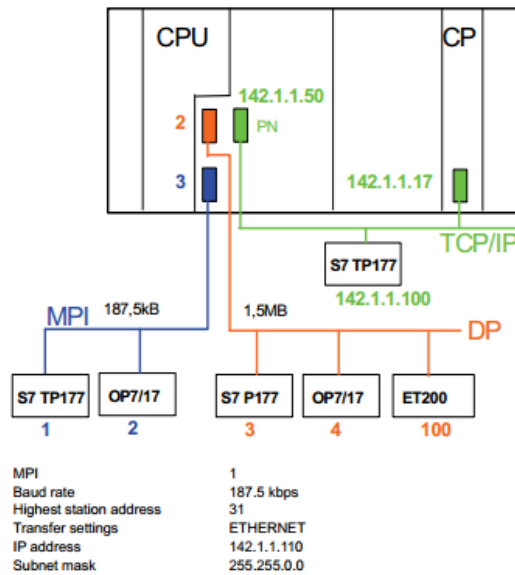 CPU
CP
142.1.1.50
2
PN
3
142.1.1.17
TCP/IP
S7 TP177
142.1.1.100
MPI
187,5kB
1,5MB
DP
S7 TP177
OP7/17
S7 P177
OP7/17
ET200
1
2
3
4
100
MPI 1
Baud rate 187.5 kbps
Highest station address 31
Transfer settings ETHERNET
IP address 142.1.1.110
Subnet mask 255.255.0.0